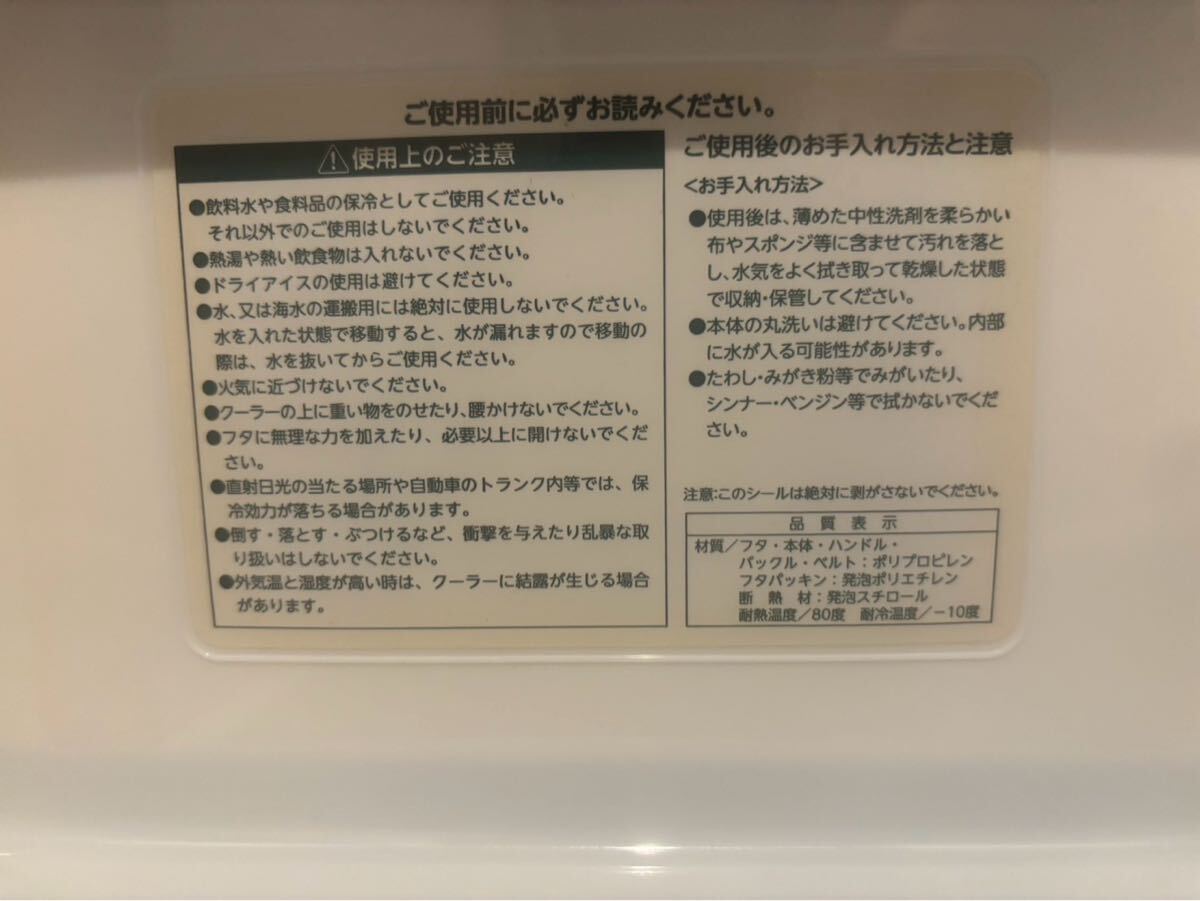 ご使用前に必ずお読みください。
⚠使用上のご注意
●飲料水や食料品の保冷としてご使用ください。
それ以外でのご使用はしないでください。
●熱湯や熱い飲食物は入れないでください。
●ドライアイスの使用は避けてください。
●水、又は海水の運搬用には絶対に使用しないでください。
水を入れた状態で移動すると、水が漏れますので移動の
際は、水を抜いてからご使用ください。
●火気に近づけないでください。
●クーラーの上に重い物をのせたり、腰かけないでください。
●フタに無理な力を加えたり、必要以上に開けないでくだ
さい。
●直射日光の当たる場所や自動車のトランク内等では、保
冷効力が落ちる場合があります。
●倒す・落とす・ぶつけるなど、衝撃を与えたり乱暴な取
り扱いはしないでください。
●外気温と湿度が高い時は、クーラーに結露が生じる場合
があります。
ご使用後のお手入れ方法と注意
<お手入れ方法>
●使用後は、薄めた中性洗剤を柔らかい
布やスポンジ等に含ませて汚れを落と
し、水気をよく拭き取って乾燥した状態
で収納・保管してください。
●本体の丸洗いは避けてください。内部
に水が入る可能性があります。
●たわし・みがき粉等でみがいたり、
シンナー・ベンジン等で拭かないでくだ
さい。
注意:このシールは絶対に剥がさないでください。
品質表示
材質/フタ・本体・ハンドル・
バックル・ベルト:ポリプロピレン
フタパッキン:発泡ポリエチレン
断熱材:発泡スチロール
耐熱温度/80度 耐冷温度/-10度